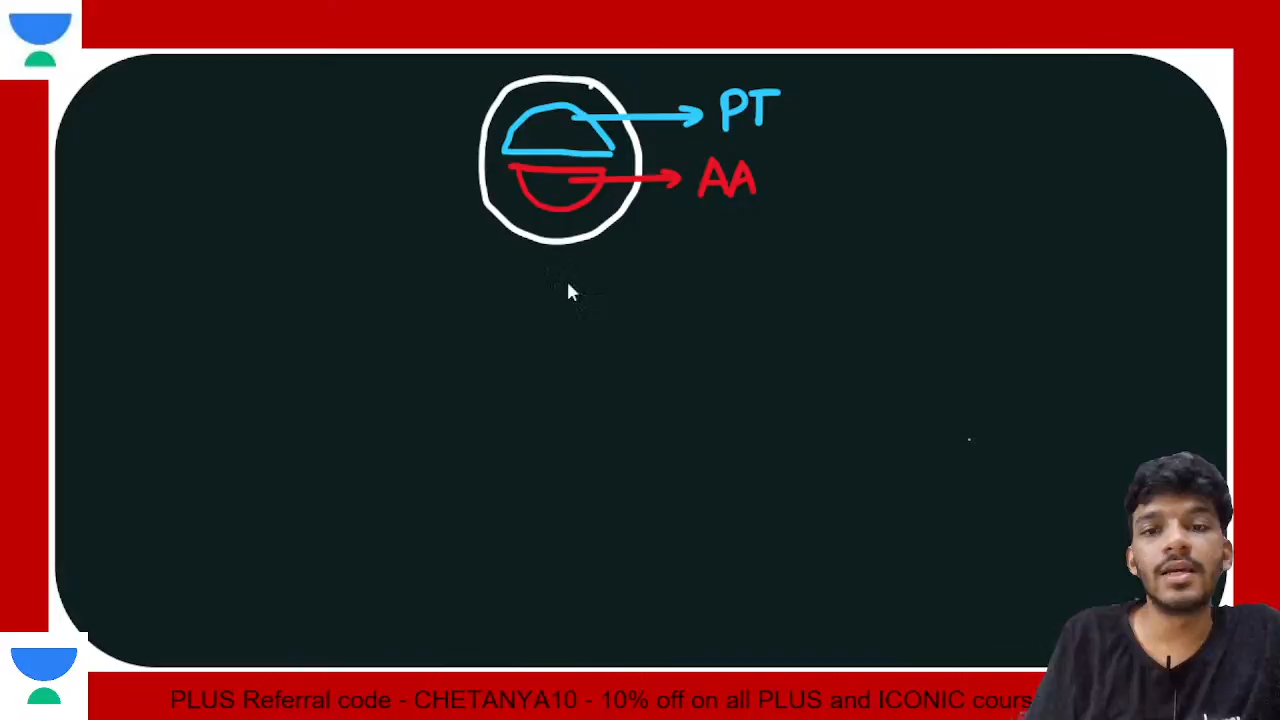 PT
AA
PLUS Referral code - CHETANYA10 - 10% off on all PLUS and ICONIC cours